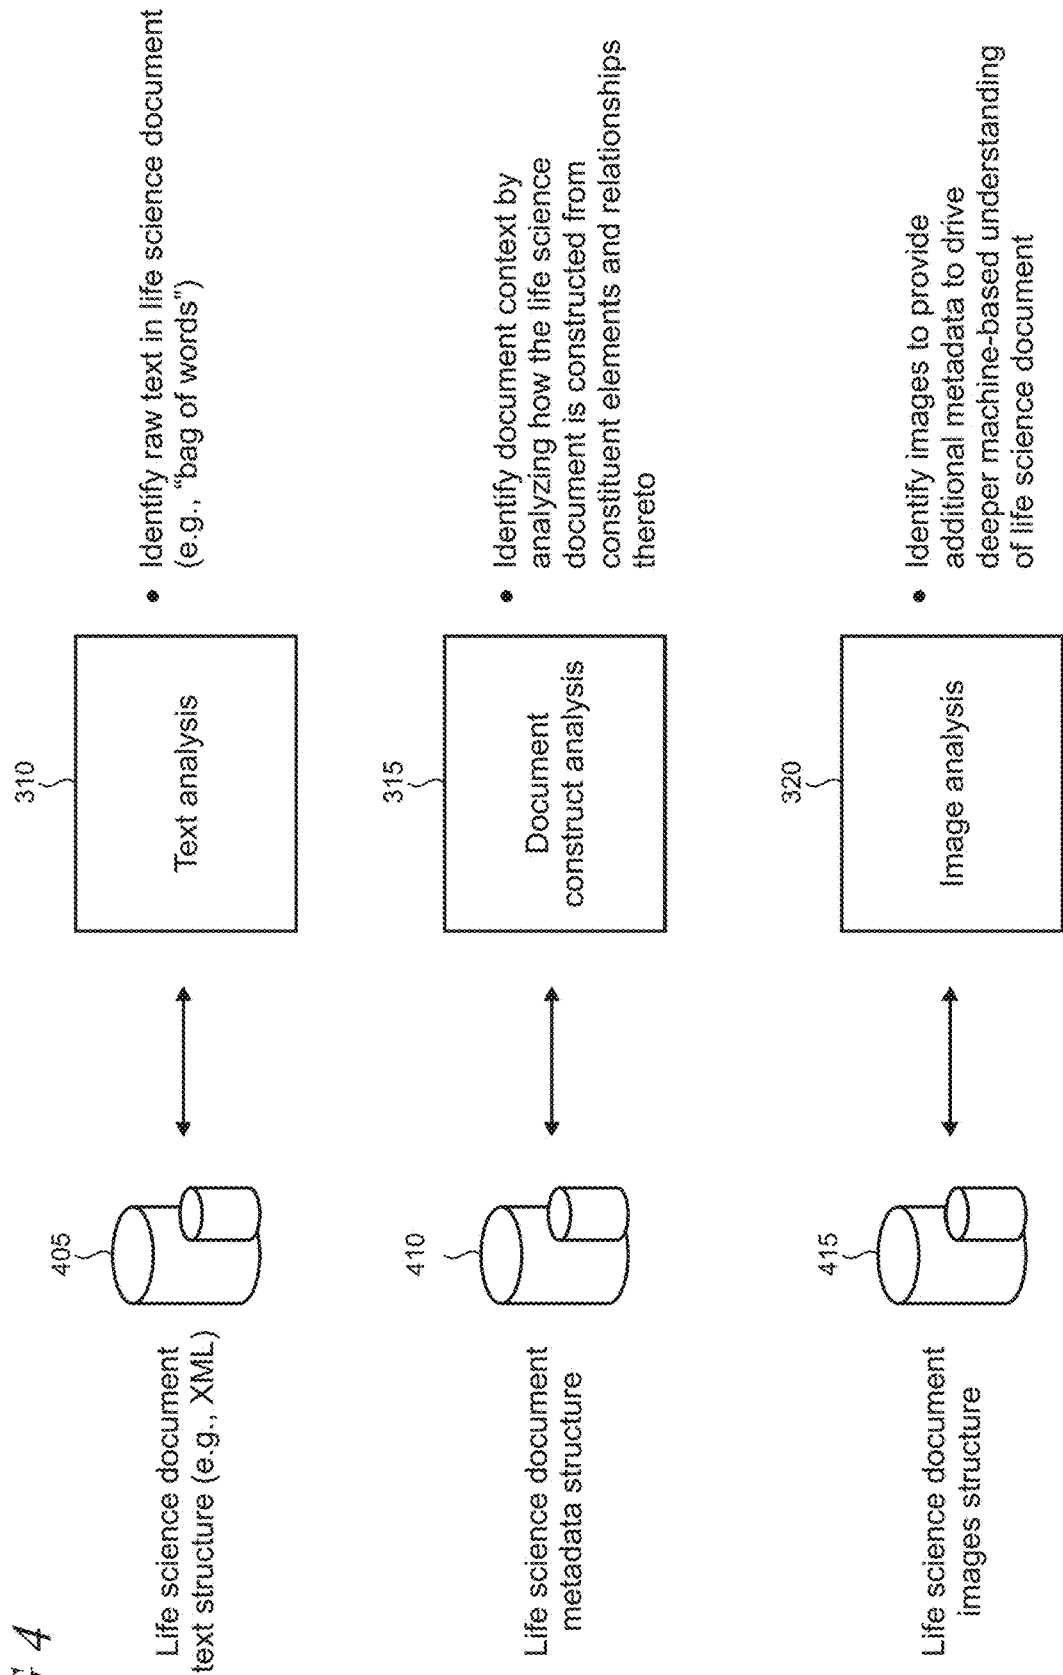 4
Life science document
text structure (e.g., XML)
405
310
Text analysis
• Identify raw text in life science document
(e.g., “bag of words”)
Life science document
metadata structure
410
315
Document
construct analysis
• Identify document context by
analyzing how the life science
document is constructed from
constituent elements and relationships
thereto
Life science document
images structure
415
320
Image analysis
• Identify images to provide
additional metadata to drive
deeper machine-based understanding
of life science document